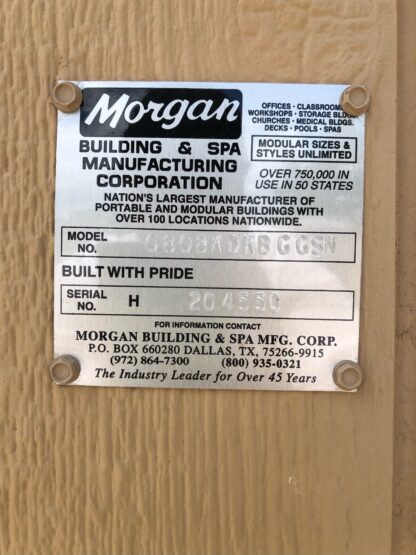 Morgan
OFFICES · CLASSROOMS
WORKSHOPS · STORAGE BLDGS.
CHURCHES · MEDICAL BLDGS.
DECKS · POOLS · SPAS
BUILDING & SPA
MANUFACTURING
CORPORATION
MODULAR SIZES &
STYLES UNLIMITED
OVER 750,000 IN
USE IN 50 STATES
NATION'S LARGEST MANUFACTURER OF
PORTABLE AND MODULAR BUILDINGS WITH
OVER 100 LOCATIONS NATIONWIDE.
MODEL
NO.
BUILT WITH PRIDE
SERIAL
NO. H 204550
FOR INFORMATION CONTACT
MORGAN BUILDING & SPA MFG. CORP.
P.O. BOX 660280 DALLAS, TX, 75266-9915
(972) 864-7300 (800) 935-0321
The Industry Leader for Over 45 Years